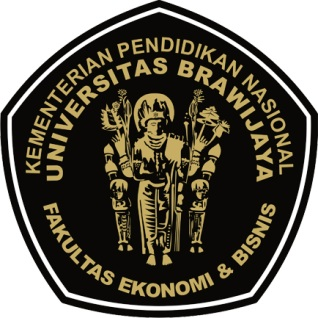 KEMENTERIAN PENDIDIKAN NASIONAL
UNIVERSITAS BRAWIJAYA
FAKULTAS EKONOMI & BISNIS